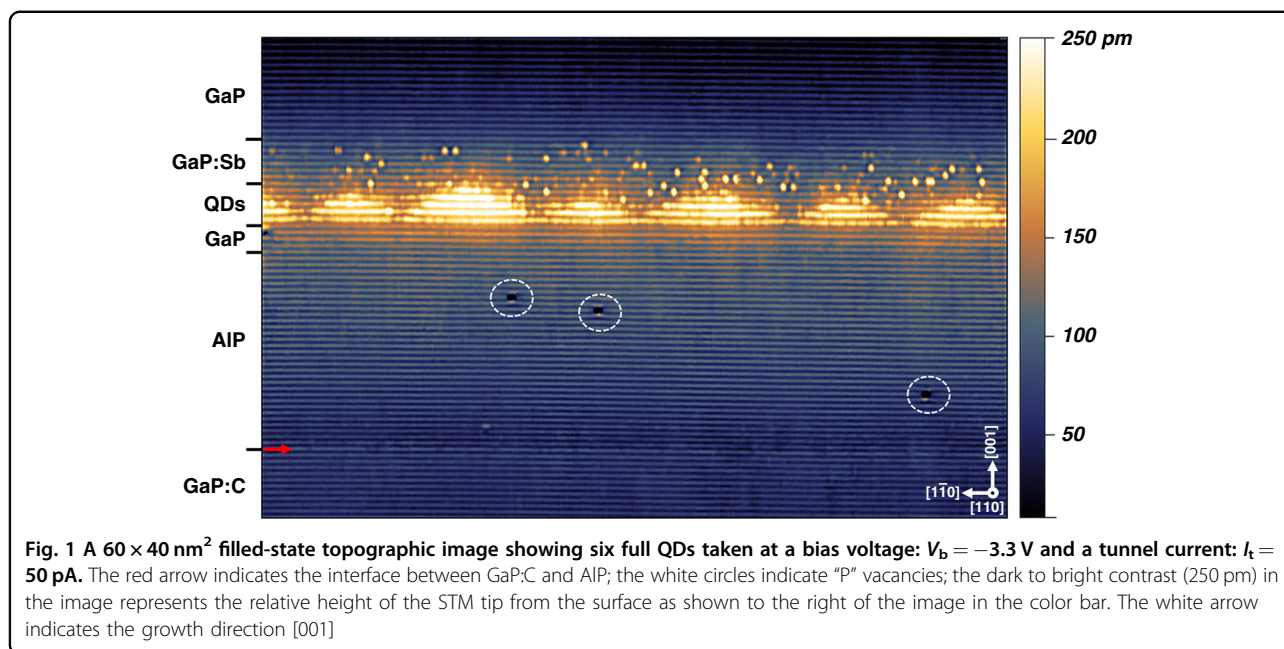 GaP
GaP:Sb
QDs
GaP
AlP
GaP:C
250 pm
200
150
100
50
[001]
[11̄0]
[110]
Fig. 1 A 60 × 40 nm² filled-state topographic image showing six full QDs taken at a bias voltage: V_b = −3.3 V and a tunnel current: I_t =
50 pA. The red arrow indicates the interface between GaP:C and AlP; the white circles indicate “P” vacancies; the dark to bright contrast (250 pm) in
the image represents the relative height of the STM tip from the surface as shown to the right of the image in the color bar. The white arrow
indicates the growth direction [001]